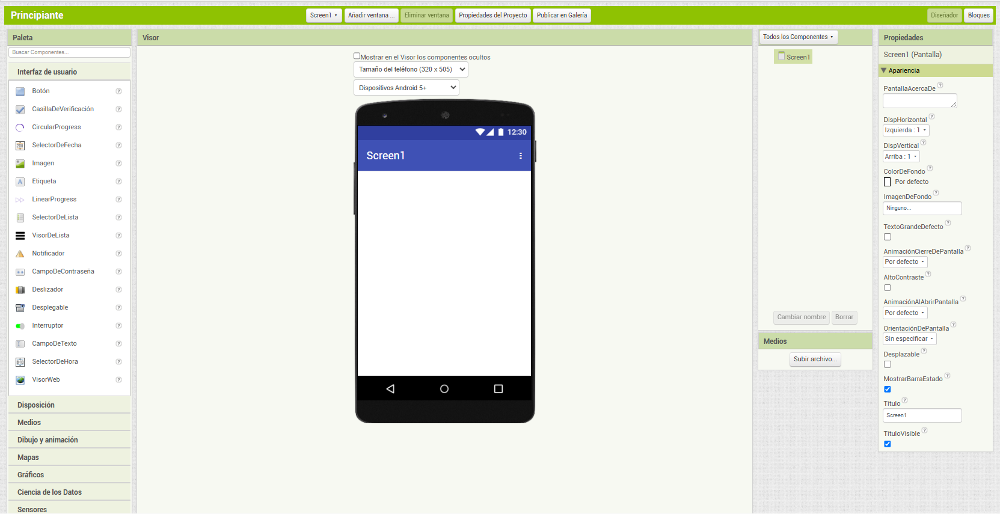 Principiante
Screen1
Añadir ventana ...
Eliminar ventana
Propiedades del Proyecto
Publicar en Galería
Diseñador
Bloques
Paleta
Buscar Componentes...
Interfaz de usuario
Botón
CasillaDeVerificación
CircularProgress
SelectorDeFecha
Imagen
Etiqueta
LinearProgress
SelectorDeLista
VisorDeLista
Notificador
CampoDeContraseña
Deslizador
Desplegable
Interruptor
CampoDeTexto
SelectorDeHora
VisorWeb
Disposición
Medios
Dibujo y animación
Mapas
Gráficos
Ciencia de los Datos
Sensores
Visor
Mostrar en el Visor los componentes ocultos
Tamaño del teléfono (320 x 505)
Dispositivos Android 5+
12:30
Screen1
Todos los Componentes
Screen1
Cambiar nombre
Borrar
Medios
Subir archivo...
Propiedades
Screen1 (Pantalla)
Apariencia
PantallaAcercaDe
DispHorizontal
Izquierda : 1
DispVertical
Arriba : 1
ColorDeFondo
Por defecto
ImagenDeFondo
Ninguno...
TextoGrandeDefecto
AnimaciónCierreDePantalla
Por defecto
AltoContraste
AnimaciónAlAbrirPantalla
Por defecto
OrientaciónDePantalla
Sin especificar
Desplazable
MostrarBarraEstado
Título
Screen1
TítuloVisible